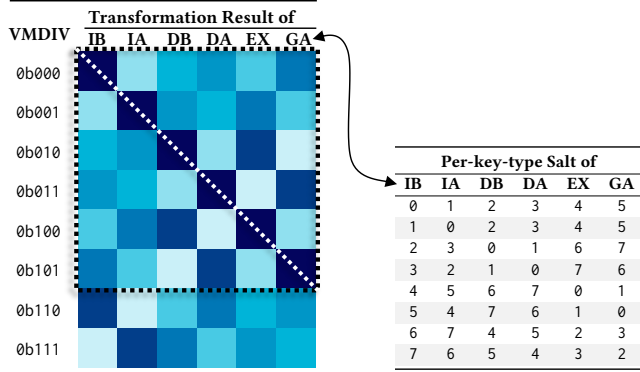 Transformation Result of
VMDIV IB IA DB DA EX GA
0b000
0b001
0b010
0b011
0b100
0b101
0b110
0b111
Per-key-type Salt of
IB IA DB DA EX GA
0 1 2 3 4 5
1 0 2 3 4 5
2 3 0 1 6 7
3 2 1 0 7 6
4 5 6 7 0 1
5 4 7 6 1 0
6 7 4 5 2 3
7 6 5 4 3 2